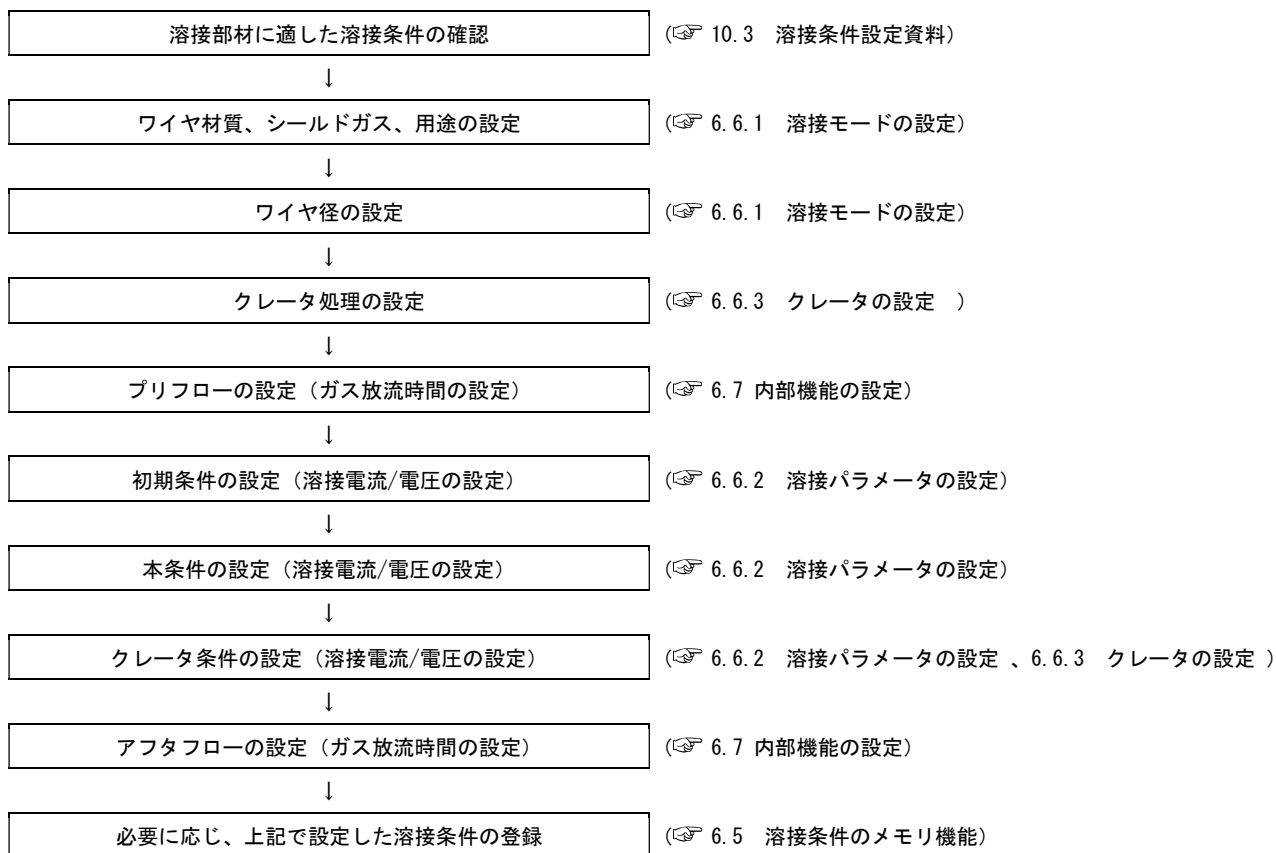 溶接部材に適した溶接条件の確認 (☞ 10.3 溶接条件設定資料)
↓
ワイヤ材質、シールドガス、用途の設定 (☞ 6.6.1 溶接モードの設定)
↓
ワイヤ径の設定 (☞ 6.6.1 溶接モードの設定)
↓
クレータ処理の設定 (☞ 6.6.3 クレータの設定 )
↓
プリフローの設定（ガス放流時間の設定） (☞ 6.7 内部機能の設定)
↓
初期条件の設定（溶接電流/電圧の設定） (☞ 6.6.2 溶接パラメータの設定)
↓
本条件の設定（溶接電流/電圧の設定） (☞ 6.6.2 溶接パラメータの設定)
↓
クレータ条件の設定（溶接電流/電圧の設定） (☞ 6.6.2 溶接パラメータの設定 、6.6.3 クレータの設定 )
↓
アフタフローの設定（ガス放流時間の設定） (☞ 6.7 内部機能の設定)
↓
必要に応じ、上記で設定した溶接条件の登録 (☞ 6.5 溶接条件のメモリ機能)